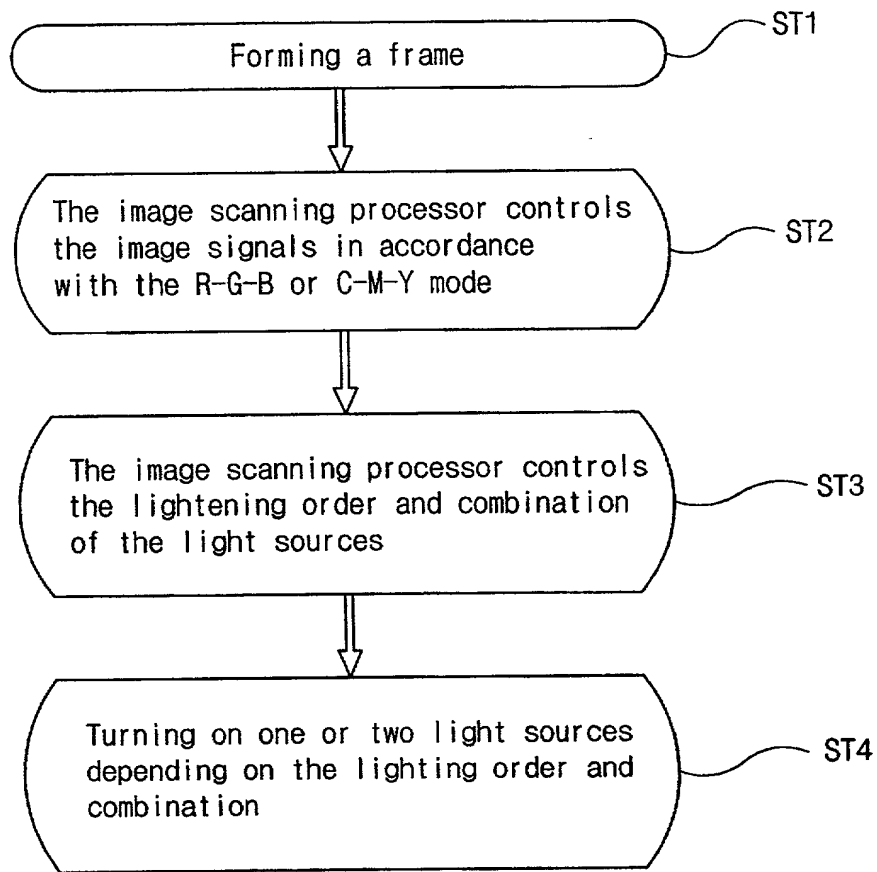 Forming a frame
ST1
The image scanning processor controls
the image signals in accordance
with the R-G-B or C-M-Y mode
ST2
The image scanning processor controls
the lightening order and combination
of the light sources
ST3
Turning on one or two light sources
depending on the lighting order and
combination
ST4